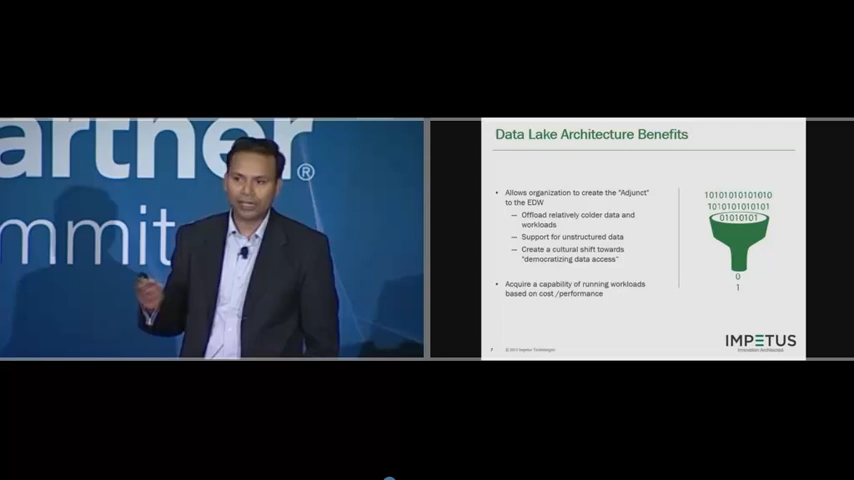 artner®
mmit
Data Lake Architecture Benefits
• Allows organization to create the "Adjunct"
to the EDW
— Offload relatively colder data and
workloads
— Support for unstructured data
— Create a cultural shift towards
"democratizing data access"
• Acquire a capability of running workloads
based on cost /performance
10101010101010
1010101010101
01010101
0
1
IMPETUS
7